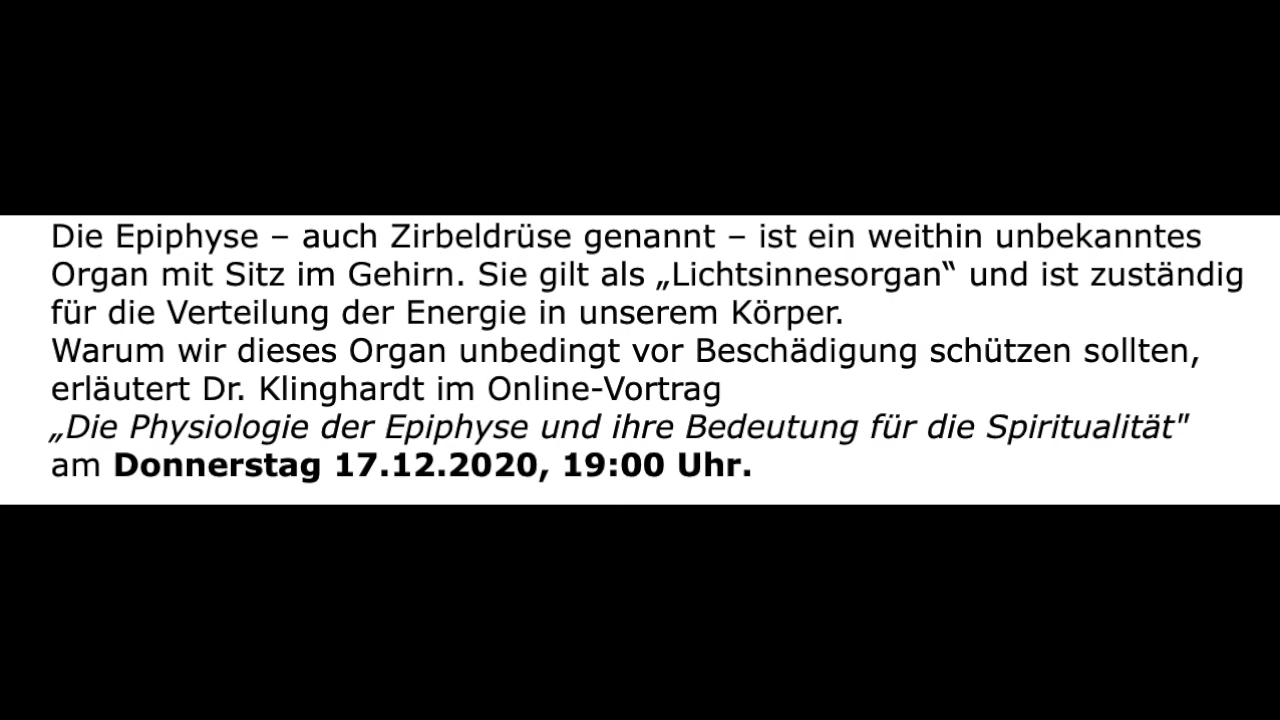 Die Epiphyse – auch Zirbeldrüse genannt – ist ein weithin unbekanntes
Organ mit Sitz im Gehirn. Sie gilt als „Lichtsinnesorgan“ und ist zuständig
für die Verteilung der Energie in unserem Körper.
Warum wir dieses Organ unbedingt vor Beschädigung schützen sollten,
erläutert Dr. Klinghardt im Online-Vortrag
„Die Physiologie der Epiphyse und ihre Bedeutung für die Spiritualität"
am Donnerstag 17.12.2020, 19:00 Uhr.